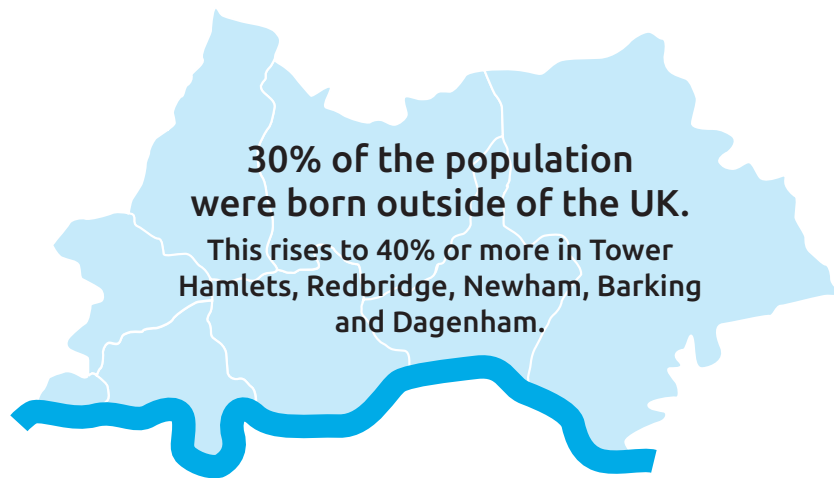 30% of the population
were born outside of the UK.
This rises to 40% or more in Tower
Hamlets, Redbridge, Newham, Barking
and Dagenham.